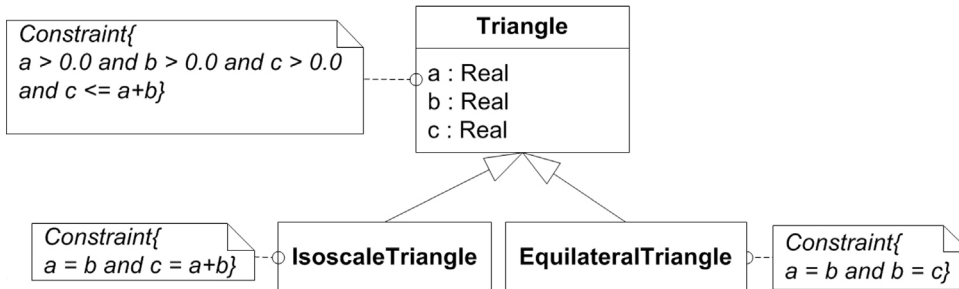 Constraint{
a > 0.0 and b > 0.0 and c > 0.0
and c <= a+b}
Triangle
a : Real
b : Real
c : Real
Constraint{
a = b and c = a+b}
IsoscaleTriangle
EquilateralTriangle
Constraint{
a = b and b = c}